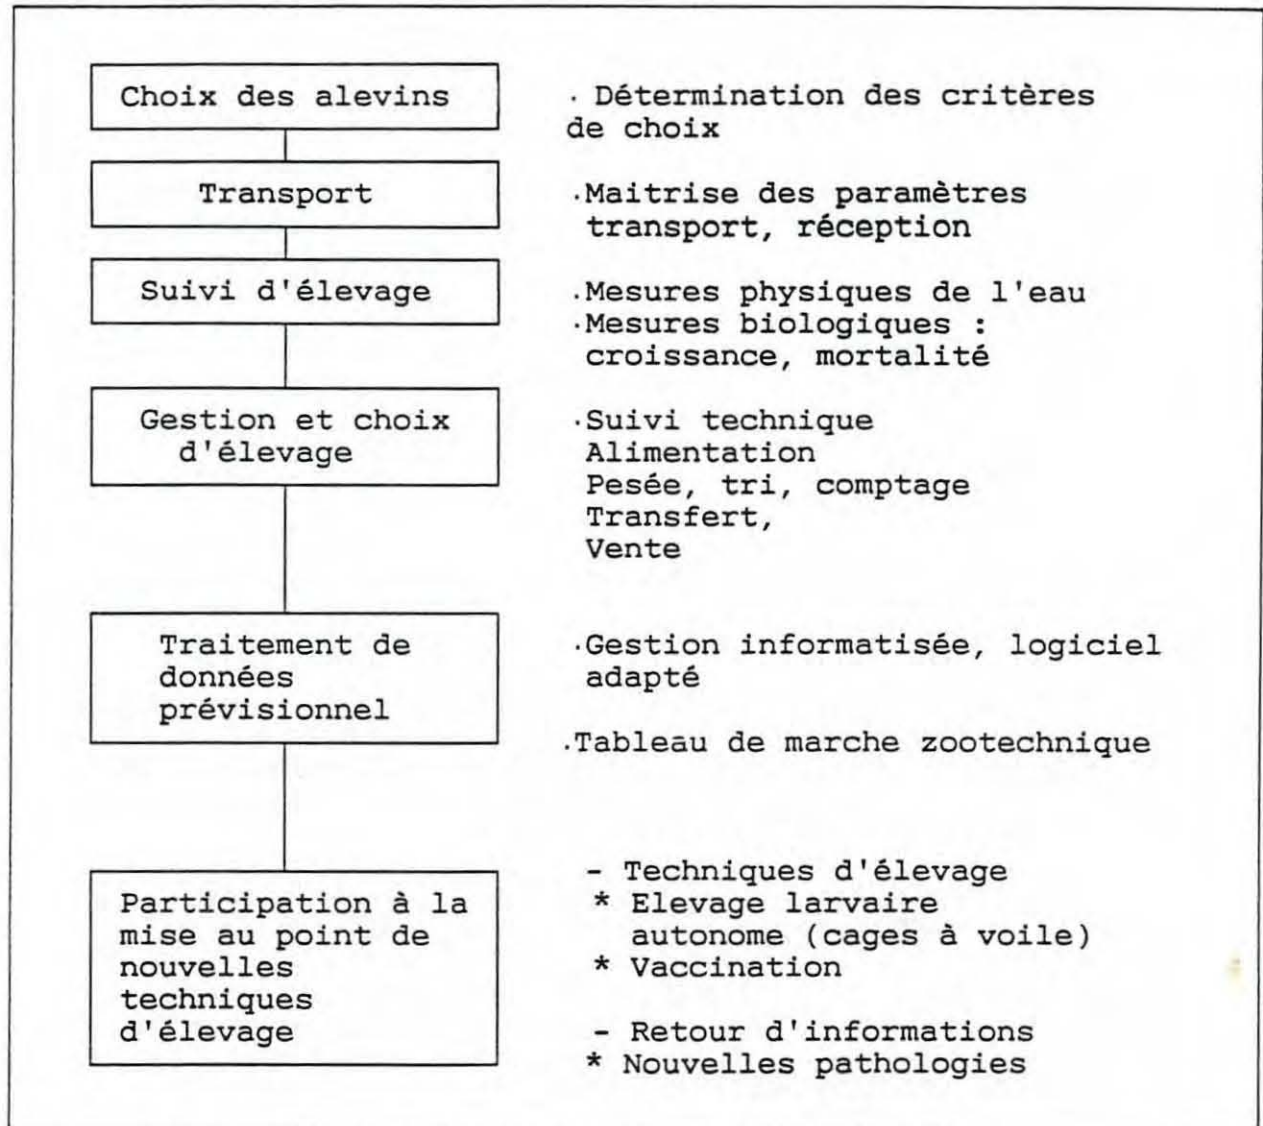 Choix des alevins
· Détermination des critères
de choix
Transport
·Maitrise des paramètres
transport, réception
Suivi d'élevage
·Mesures physiques de l'eau
·Mesures biologiques :
croissance, mortalité
Gestion et choix
d'élevage
·Suivi technique
Alimentation
Pesée, tri, comptage
Transfert,
Vente
Traitement de
données
prévisionnel
·Gestion informatisée, logiciel
adapté
·Tableau de marche zootechnique
Participation à la
mise au point de
nouvelles
techniques
d'élevage
- Techniques d'élevage
* Elevage larvaire
autonome (cages à voile)
* Vaccination
- Retour d'informations
* Nouvelles pathologies